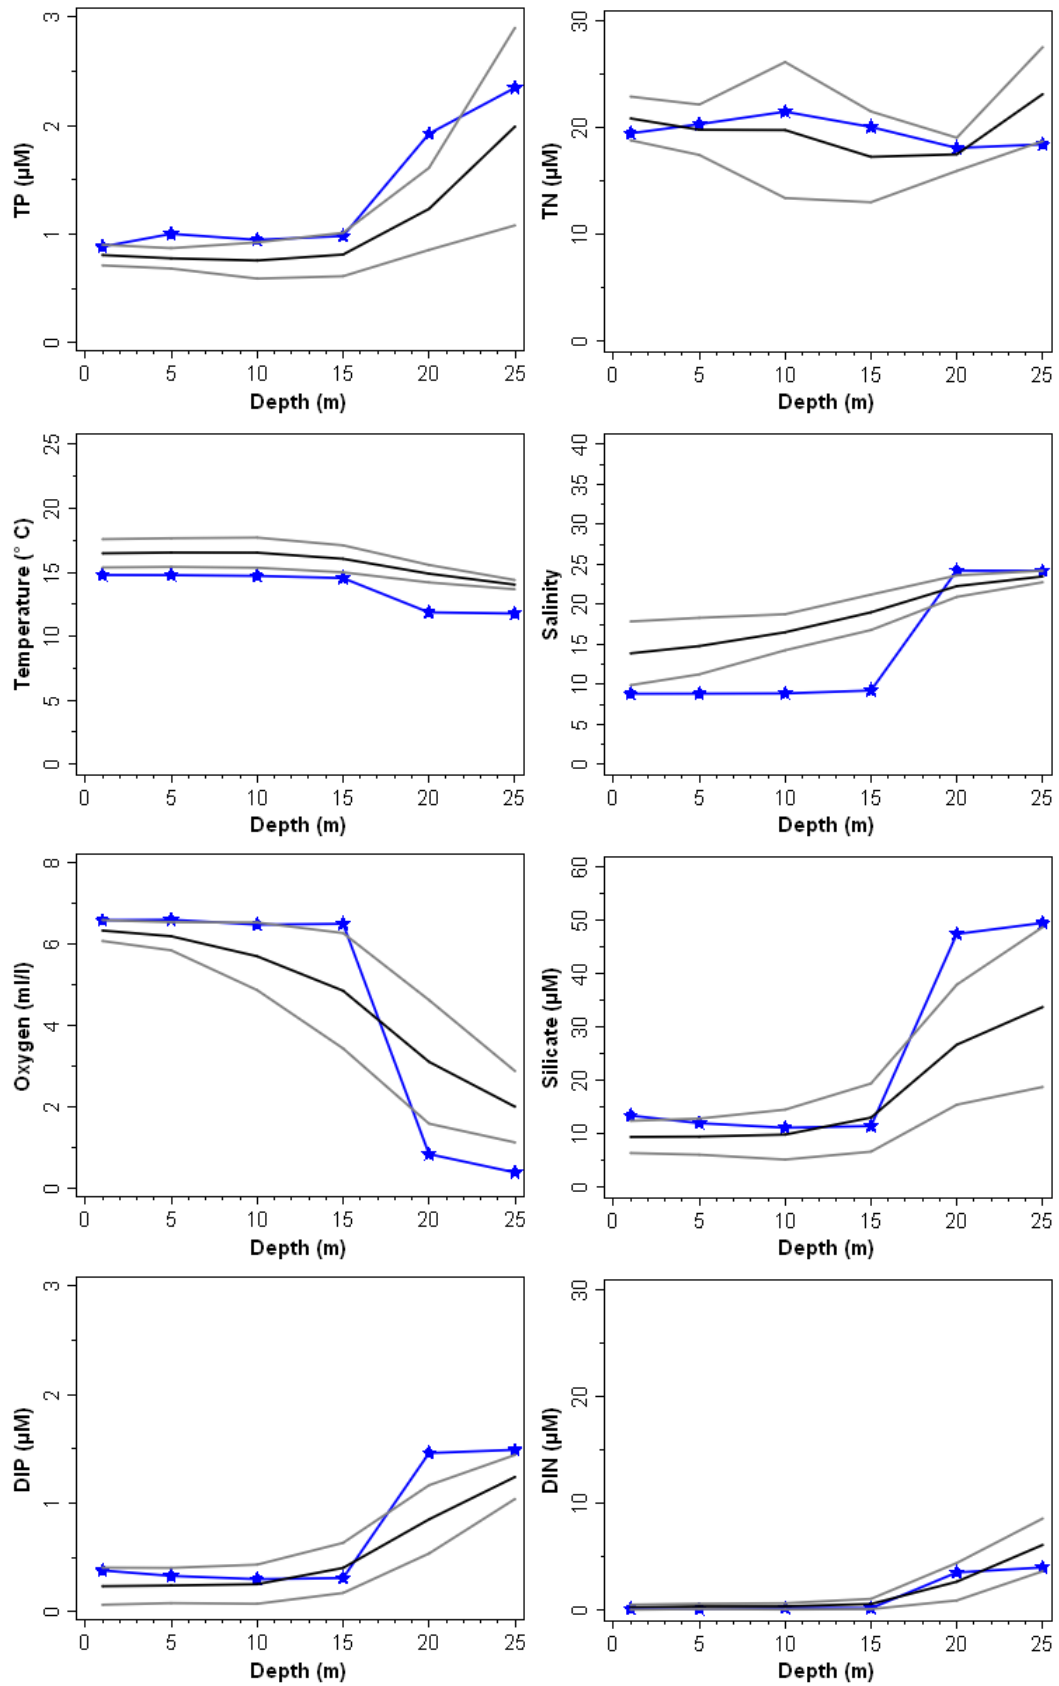 TP (µM)
3
2
1
0
0 5 10 15 20 25
Depth (m)
TN (µM)
30
20
10
0
0 5 10 15 20 25
Depth (m)
Temperature (° C)
25
20
15
10
5
0
0 5 10 15 20 25
Depth (m)
Salinity
40
35
30
25
20
15
10
5
0
0 5 10 15 20 25
Depth (m)
Oxygen (ml/l)
8
6
4
2
0
0 5 10 15 20 25
Depth (m)
Silicate (µM)
60
50
40
30
20
10
0
0 5 10 15 20 25
Depth (m)
DIP (µM)
3
2
1
0
0 5 10 15 20 25
Depth (m)
DIN (µM)
30
20
10
0
0 5 10 15 20 25
Depth (m)